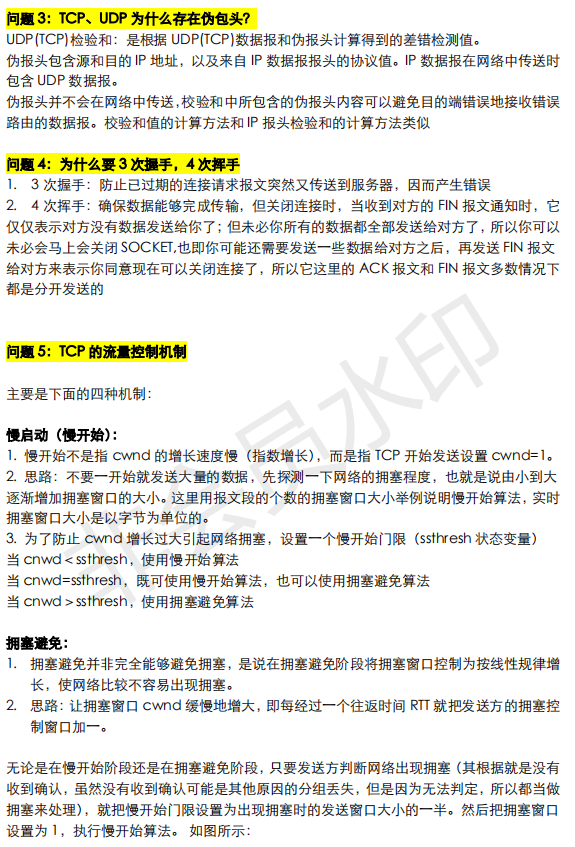 问题 3：TCP、UDP 为什么存在伪包头？
UDP(TCP)检验和：是根据 UDP(TCP)数据报和伪报头计算得到的差错检测值。
伪报头包含源和目的 IP 地址，以及来自 IP 数据报报头的协议值。IP 数据报在网络中传送时
包含 UDP 数据报。
伪报头并不会在网络中传送,校验和中所包含的伪报头内容可以避免目的端错误地接收错误
路由的数据报。校验和值的计算方法和 IP 报头检验和的计算方法类似
问题 4：为什么要 3 次握手，4 次挥手
1. 3 次握手：防止已过期的连接请求报文突然又传送到服务器，因而产生错误
2. 4 次挥手：确保数据能够完成传输，但关闭连接时，当收到对方的 FIN 报文通知时，它
仅仅表示对方没有数据发送给你了；但未必你所有的数据都全部发送给对方了，所以你可以
未必会马上会关闭 SOCKET,也即你可能还需要发送一些数据给对方之后，再发送 FIN 报文
给对方来表示你同意现在可以关闭连接了，所以它这里的 ACK 报文和 FIN 报文多数情况下
都是分开发送的
问题 5：TCP 的流量控制机制
主要是下面的四种机制：
慢启动（慢开始）：
1. 慢开始不是指 cwnd 的增长速度慢（指数增长），而是指 TCP 开始发送设置 cwnd=1。
2. 思路：不要一开始就发送大量的数据，先探测一下网络的拥塞程度，也就是说由小到大
逐渐增加拥塞窗口的大小。这里用报文段的个数的拥塞窗口大小举例说明慢开始算法，实时
拥塞窗口大小是以字节为单位的。
3. 为了防止 cwnd 增长过大引起网络拥塞，设置一个慢开始门限（ssthresh 状态变量）
当 cnwd＜ssthresh，使用慢开始算法
当 cnwd=ssthresh，既可使用慢开始算法，也可以使用拥塞避免算法
当 cnwd＞ssthresh，使用拥塞避免算法
拥塞避免：
1. 拥塞避免并非完全能够避免拥塞，是说在拥塞避免阶段将拥塞窗口控制为按线性规律增
长，使网络比较不容易出现拥塞。
2. 思路：让拥塞窗口 cwnd 缓慢地增大，即每经过一个往返时间 RTT 就把发送方的拥塞控
制窗口加一。
无论是在慢开始阶段还是在拥塞避免阶段，只要发送方判断网络出现拥塞（其根据就是没有
收到确认，虽然没有收到确认可能是其他原因的分组丢失，但是因为无法判定，所以都当做
拥塞来处理），就把慢开始门限设置为出现拥塞时的发送窗口大小的一半。然后把拥塞窗口
设置为 1，执行慢开始算法。 如图所示：
非会员水印